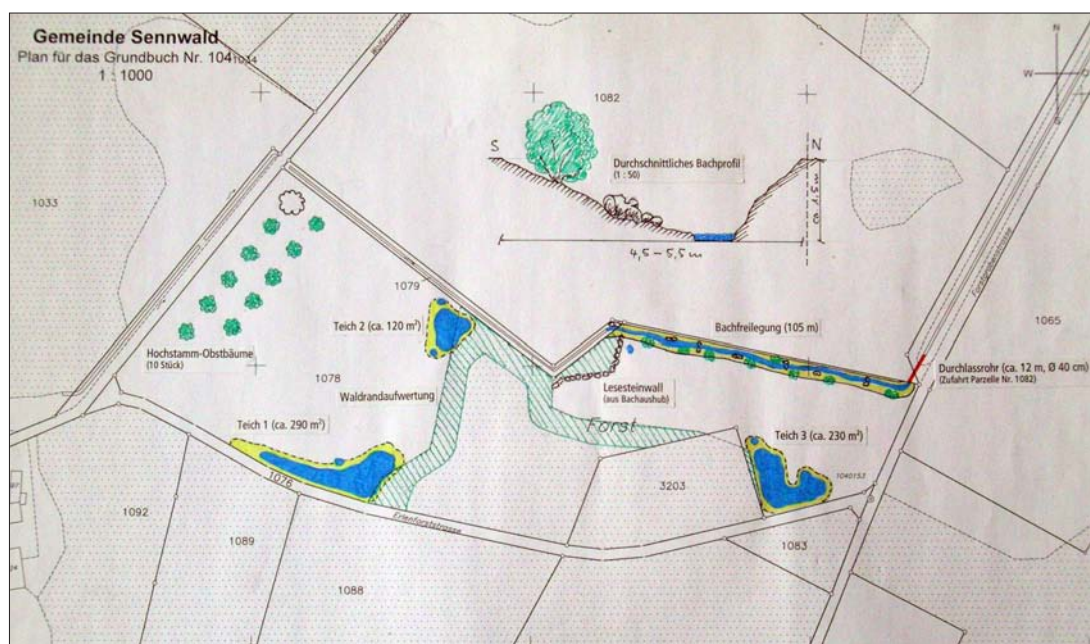 Gemeinde Sennwald
Plan für das Grundbuch Nr. 104
1034
1 : 1000
N
W
1082
S
N
Durchschnittliches Bachprofil
(1 : 50)
4,5 – 5,5 m
1033
1079
Teich 2 (ca. 120 m²)
Bachfreilegung (105 m)
1065
Hochstamm-Obstbäume
(10 Stück)
1078
Waldrandaufwertung
Lesesteinwall
(aus Bachaushub)
Durchlassrohr (ca. 12 m, Ø 40 cm)
(Zufahrt Parzelle Nr. 1082)
Forst
Teich 1 (ca. 290 m²)
Teich 3 (ca. 230 m²)
1076
3203
1040153
1092
Erlenforststrasse
1089
1083
1088